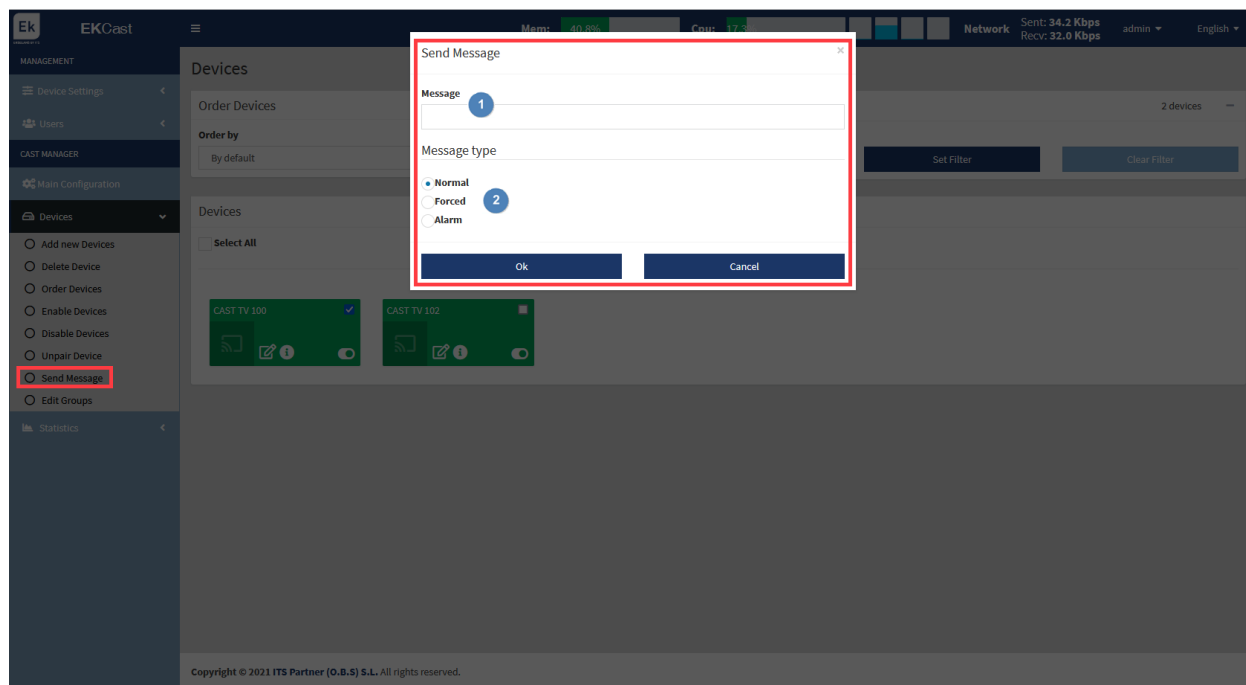 Ek EKCast
Mem: 40.8% Cpu: 17.3
Network Sent: 34.2 Kbps
Recv: 32.0 Kbps
admin English
MANAGEMENT
Device Settings
Users
CAST MANAGER
Main Configuration
Devices
Add new Devices
Delete Device
Order Devices
Enable Devices
Disable Devices
Unpair Device
Send Message
Edit Groups
Statistics
Devices
Order Devices
2 devices
Order by
By default
Set Filter Clear Filter
Devices
Select All
CAST TV 100
CAST TV 102
Send Message
Message
1
Message type
Normal
Forced
2
Alarm
Ok Cancel
Copyright © 2021 ITS Partner (O.B.S) S.L. All rights reserved.